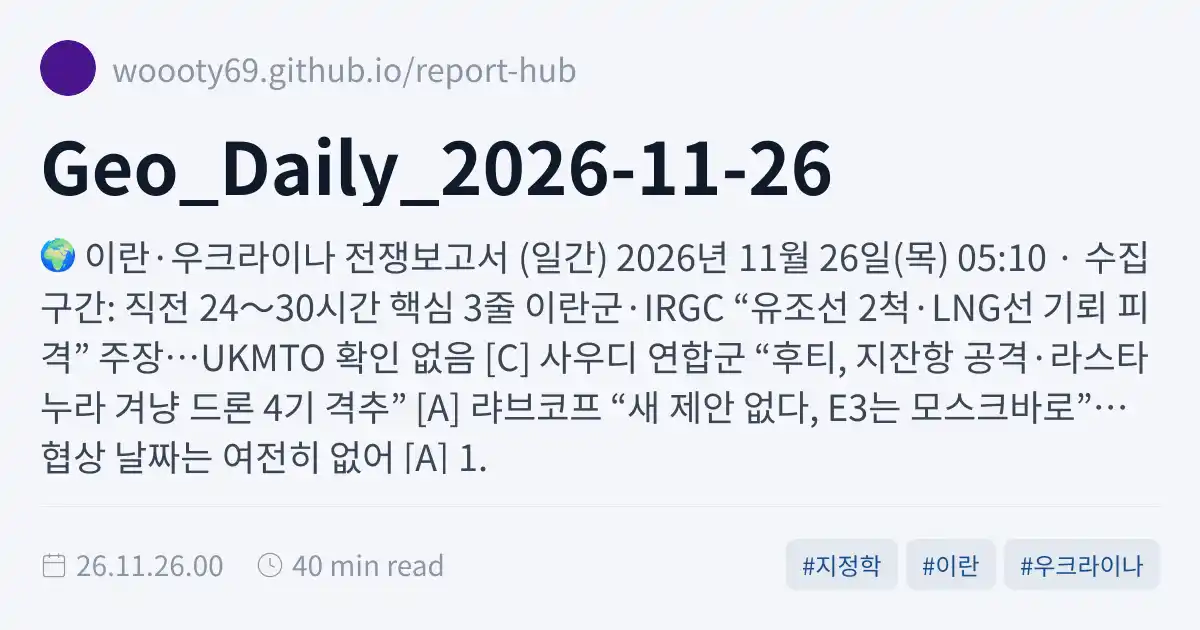 woooty69.github.io/report-hub
Geo_Daily_2026-11-26
🌍 이란·우크라이나 전쟁보고서 (일간) 2026년 11월 26일(목) 05:10 · 수집
구간: 직전 24～30시간 핵심 3줄 이란군·IRGC “유조선 2척·LNG선 기뢰 피
격” 주장…UKMTO 확인 없음 [C] 사우디 연합군 “후티, 지잔항 공격·라스타
누라 겨냥 드론 4기 격추” [A] 랴브코프 “새 제안 없다, E3는 모스크바로”…
협상 날짜는 여전히 없어 [A] 1.
26.11.26.00
40 min read
#지정학 #이란 #우크라이나